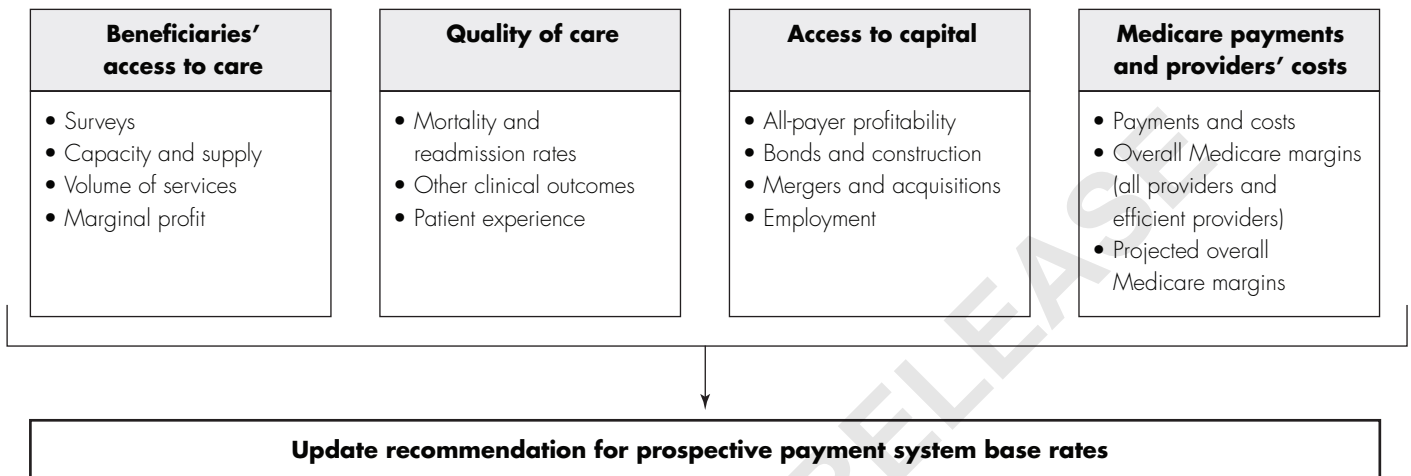 Beneficiaries’
access to care
• Surveys
• Capacity and supply
• Volume of services
• Marginal profit
Quality of care
• Mortality and
readmission rates
• Other clinical outcomes
• Patient experience
Access to capital
• All-payer profitability
• Bonds and construction
• Mergers and acquisitions
• Employment
Medicare payments
and providers’ costs
• Payments and costs
• Overall Medicare margins
(all providers and
efficient providers)
• Projected overall
Medicare margins
RELEASE
Update recommendation for prospective payment system base rates